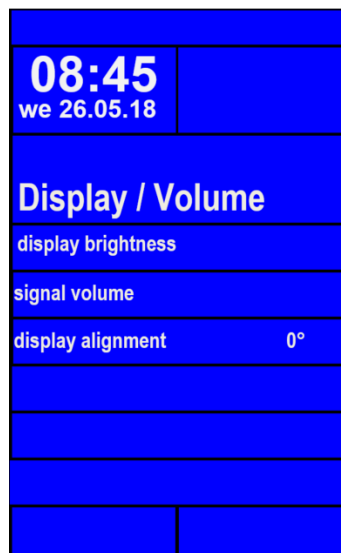 08:45
we 26.05.18
Display / Volume
display brightness
signal volume
display alignment 0°